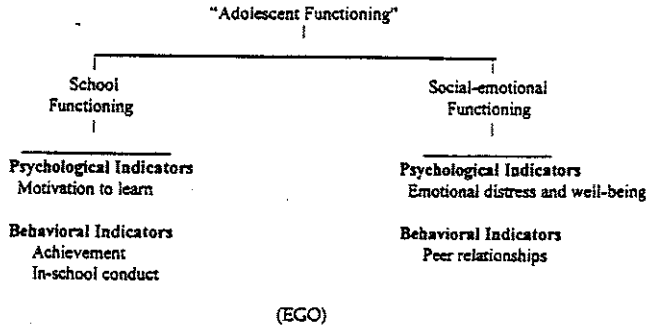 “Adolescent Functioning”
School
Functioning
Psychological Indicators
Motivation to learn
Behavioral Indicators
Achievement
In-school conduct
Social-emotional
Functioning
Psychological Indicators
Emotional distress and well-being
Behavioral Indicators
Peer relationships
(EGO)